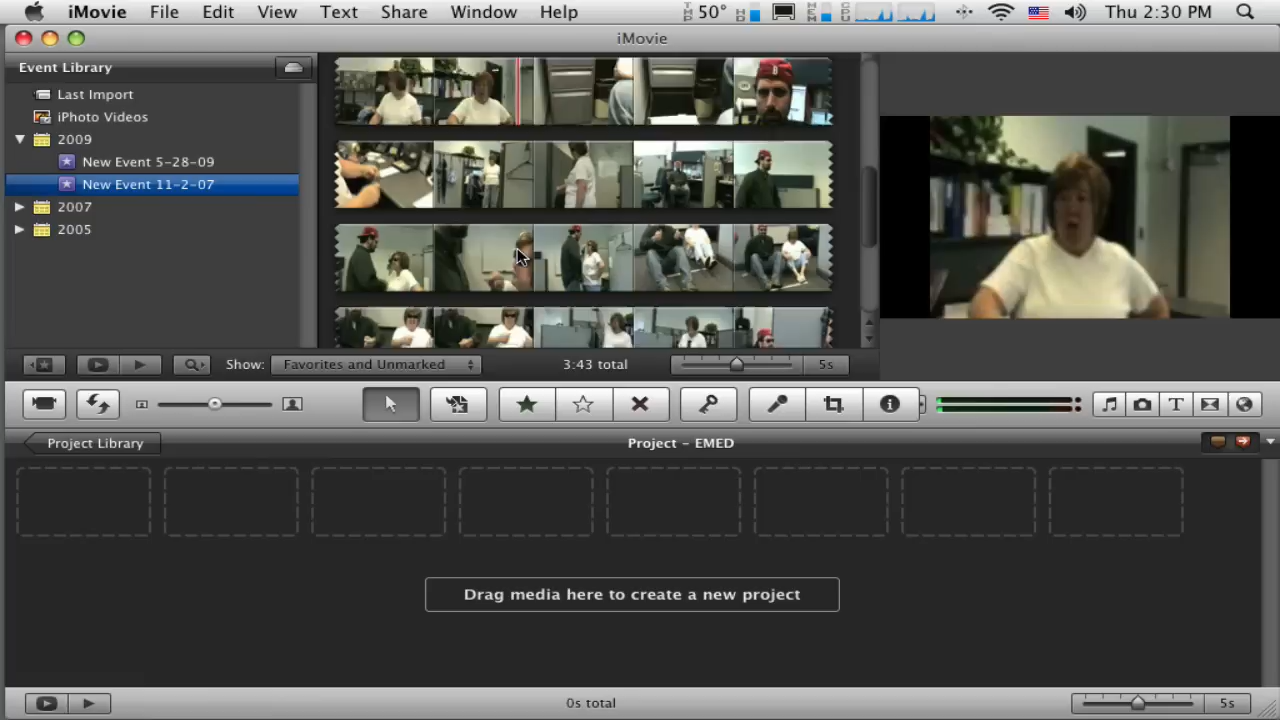 iMovie File Edit View Text Share Window Help 50° Thu 2:30 PM
iMovie
Event Library
Last Import
iPhoto Videos
2009
New Event 5-28-09
New Event 11-2-07
2007
2005
Show: Favorites and Unmarked 3:43 total 5s
Project Library Project - EMED
Drag media here to create a new project
0s total 5s